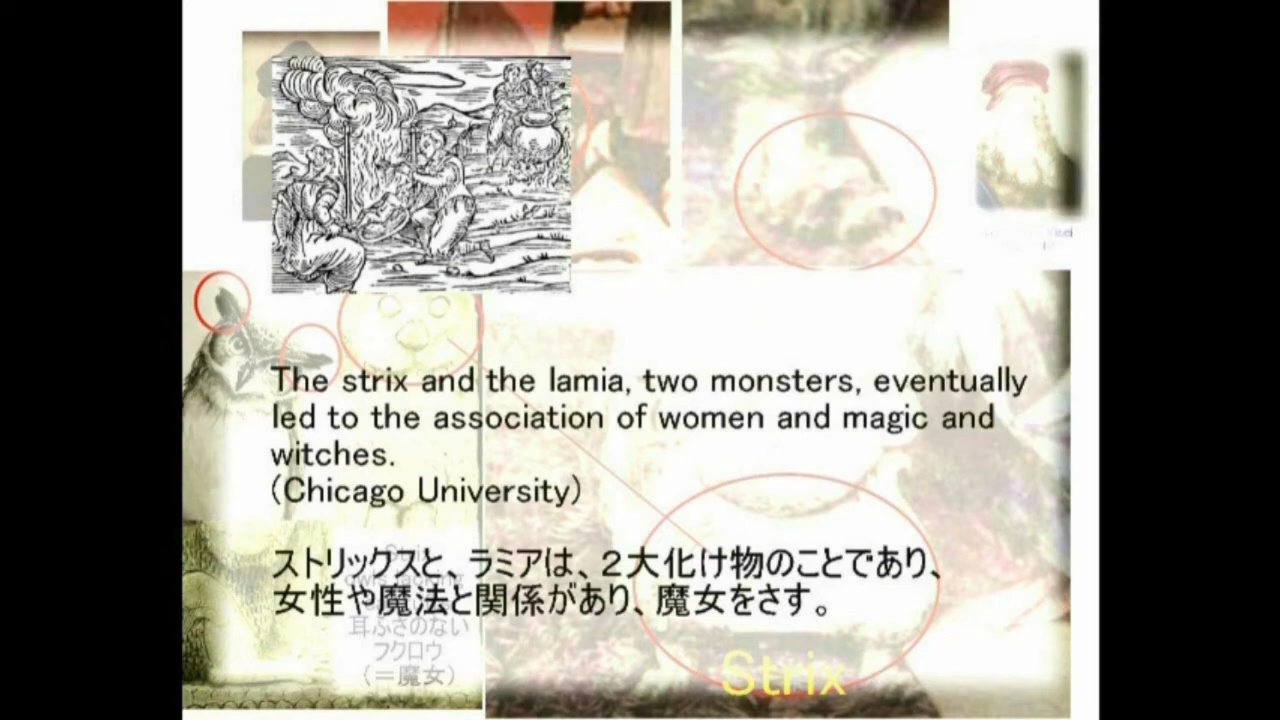 The strix and the lamia, two monsters, eventually
led to the association of women and magic and
witches.
(Chicago University)
ストリックスと、ラミアは、２大化け物のことであり、
女性や魔法と関係があり、魔女をさす。
耳ふさのない
フクロウ
（＝魔女）
Strix